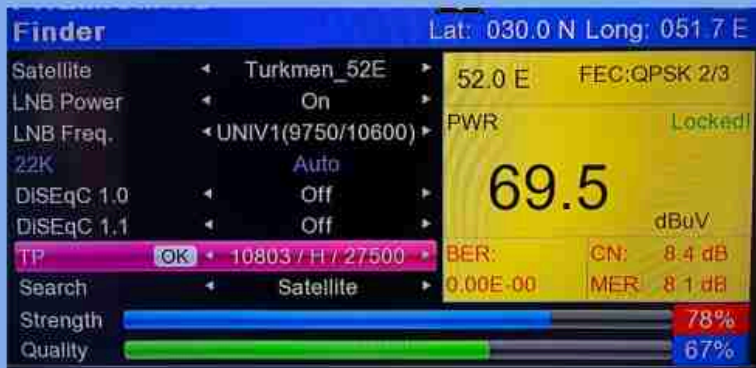 Finder Lat: 030.0 N Long: 051.7 E
Satellite Turkmen_52E
LNB Power On
LNB Freq. UNIV1(9750/10600)
22K Auto
DiSEqC 1.0 Off
DiSEqC 1.1 Off
TP OK 10803 / H / 27500
Search Satellite
52.0 E FEC:QPSK 2/3
PWR Locked!
69.5
dBuV
BER: CN: 8.4 dB
0.00E-00 MER 8.1 dB
Strength 78%
Quality 67%